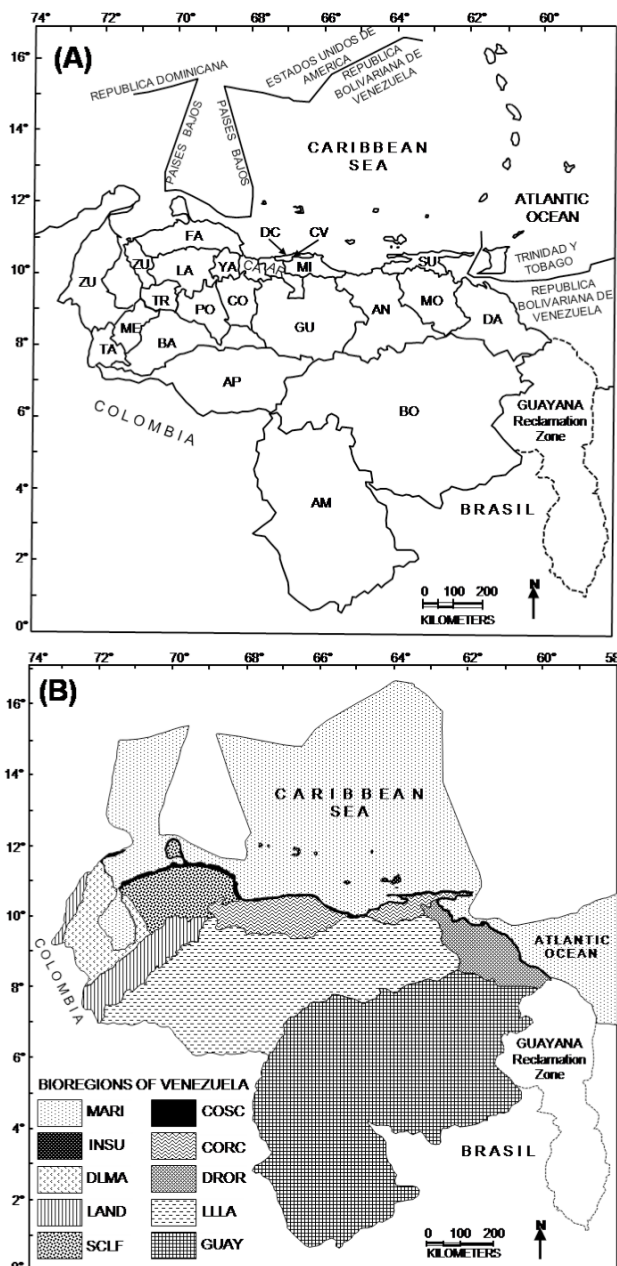 74° 72° 70° 68° 66° 64° 62° 60°
(A)
16°
14°
12°
10°
8°
6°
4°
2°
0°
REPUBLICA DOMINICANA
ESTADOS UNIDOS DE
AMERICA
REPUBLICA
BOLIVARIANA DE
VENEZUELA
PAISES BAJOS
PAISES BAJOS
CARIBBEAN
SEA
ATLANTIC
OCEAN
TRINIDAD Y
TOBAGO
REPUBLICA
BOLIVARIANA DE
VENEZUELA
DC CV
FA
ZU ZU LA YA CA AR MI SU
TR CO
ME PO GU AN MO DA
TA BA
AP
BO
AM
COLOMBIA
GUAYANA
Reclamation
Zone
BRASIL
0 100 200
KILOMETERS
N
74° 72° 70° 68° 66° 64° 62° 60° 58
(B)
16°
14°
12°
10°
8°
6°
4°
2°
0°
CARIBBEAN
SEA
ATLANTIC
OCEAN
COLOMBIA
GUAYANA
Reclamation
Zone
BRASIL
BIOREGIONS OF VENEZUELA
MARI COSC
INSU CORC
DLMA DROR
LAND LLLA
SCLF GUAY
0 100 200
KILOMETERS
N